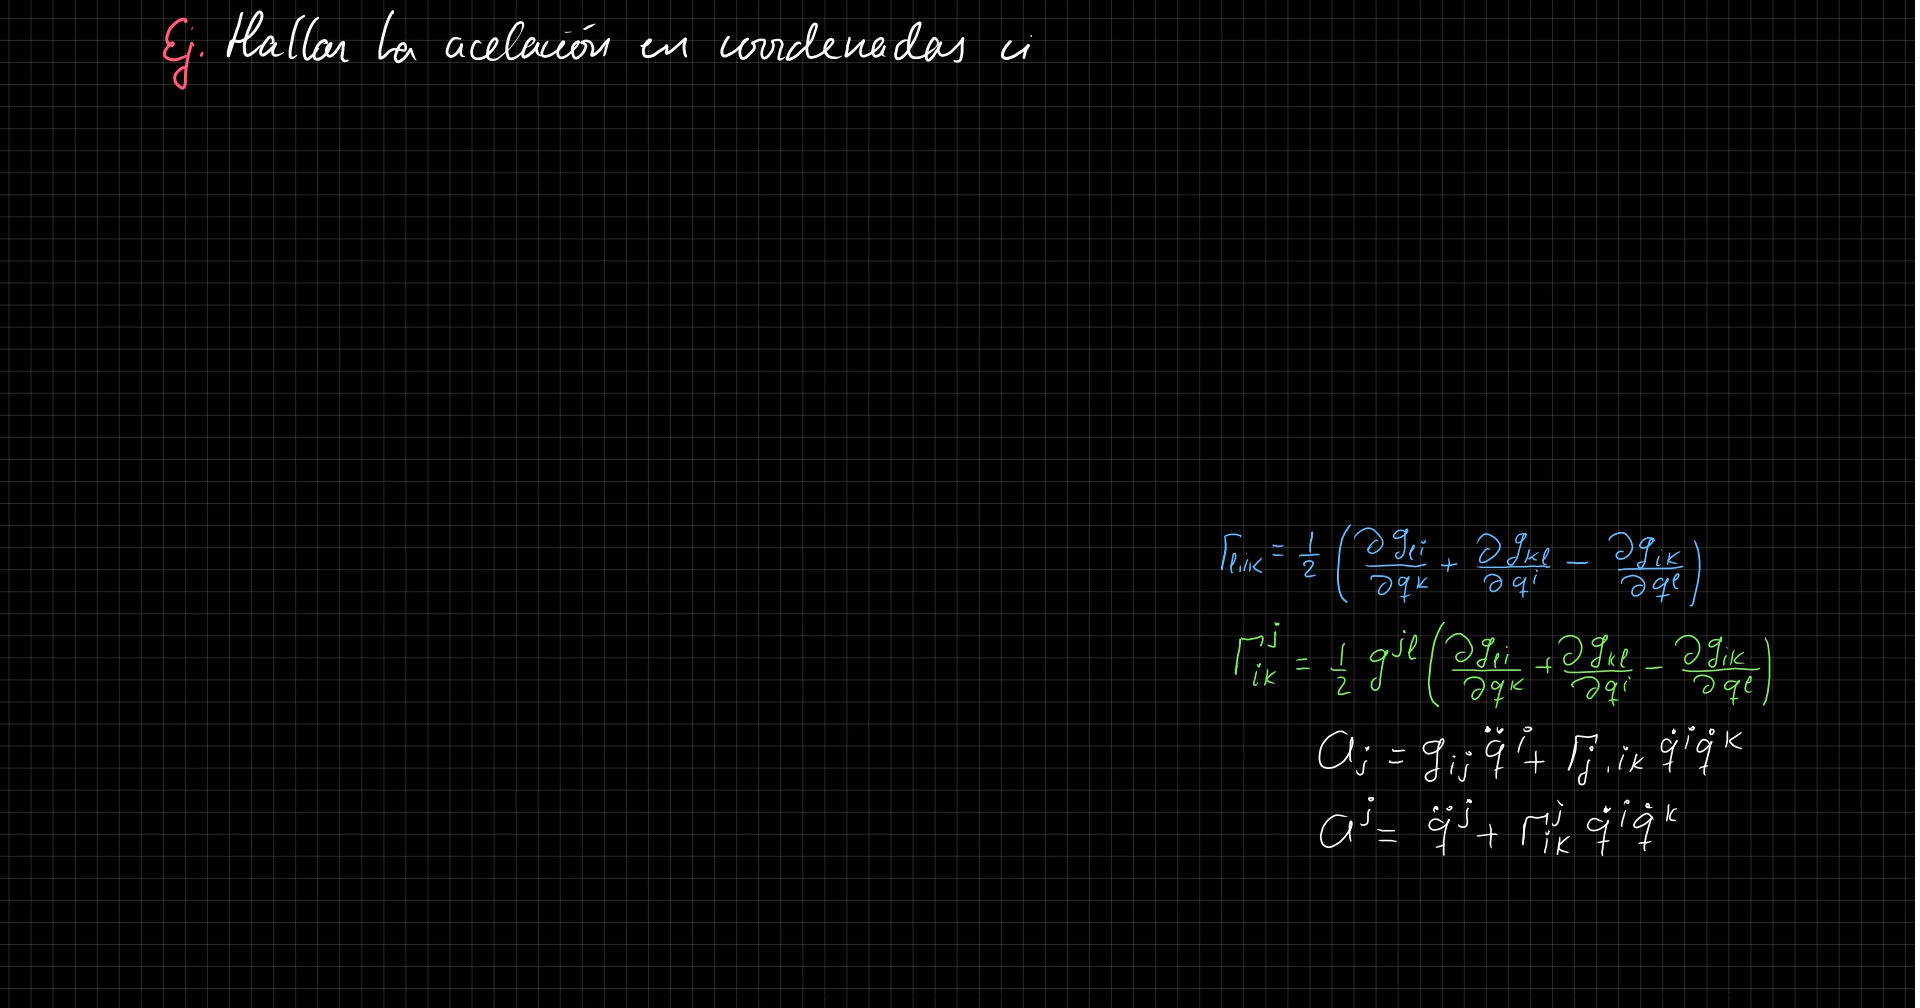 Ej. Hallar la acelación en coordenadas ci
Γ_{l,ik} = 1/2 ( ∂g_{li}/∂q^k + ∂g_{kl}/∂q^i − ∂g_{ik}/∂q^l )
Γ^j_{ik} = 1/2 g^{jl} ( ∂g_{li}/∂q^k + ∂g_{kl}/∂q^i − ∂g_{ik}/∂q^l )
a_j = g_{ij} q̈^i + Γ_{j,ik} q̇^i q̇^k
a^j = q̈^j + Γ^j_{ik} q̇^i q̇^k